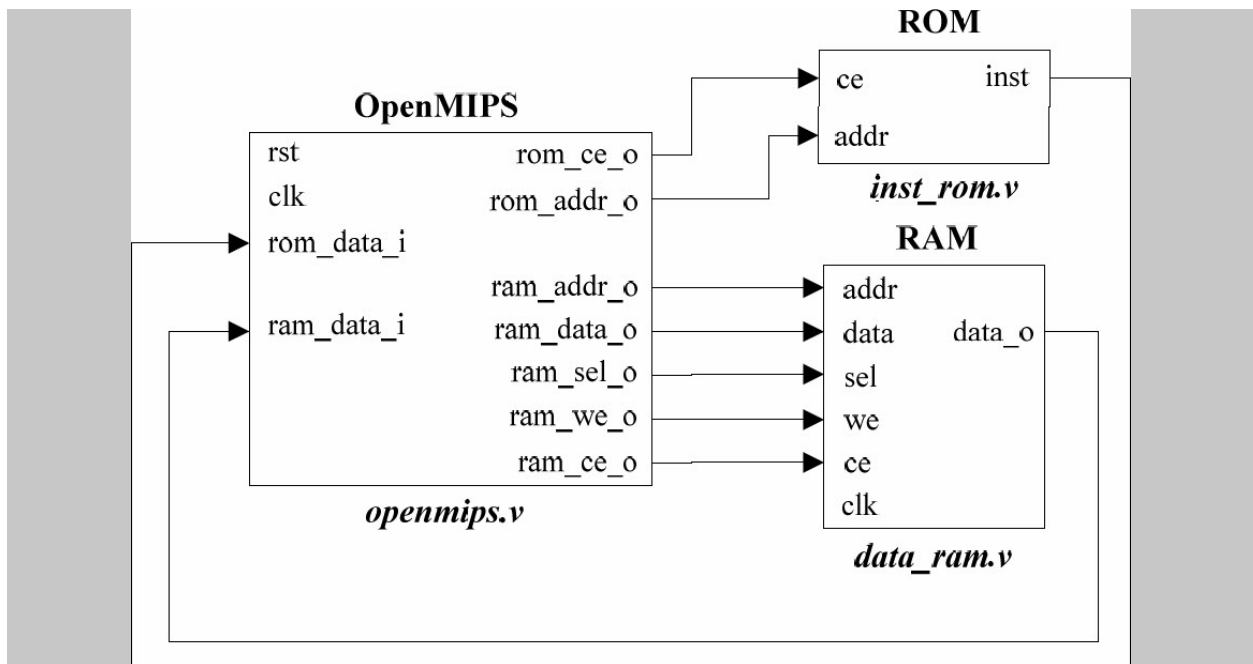 ROM
ce
inst
addr
inst_rom.v
OpenMIPS
rst
clk
rom_data_i
ram_data_i
rom_ce_o
rom_addr_o
ram_addr_o
ram_data_o
ram_sel_o
ram_we_o
ram_ce_o
openmips.v
RAM
addr
data
data_o
sel
we
ce
clk
data_ram.v